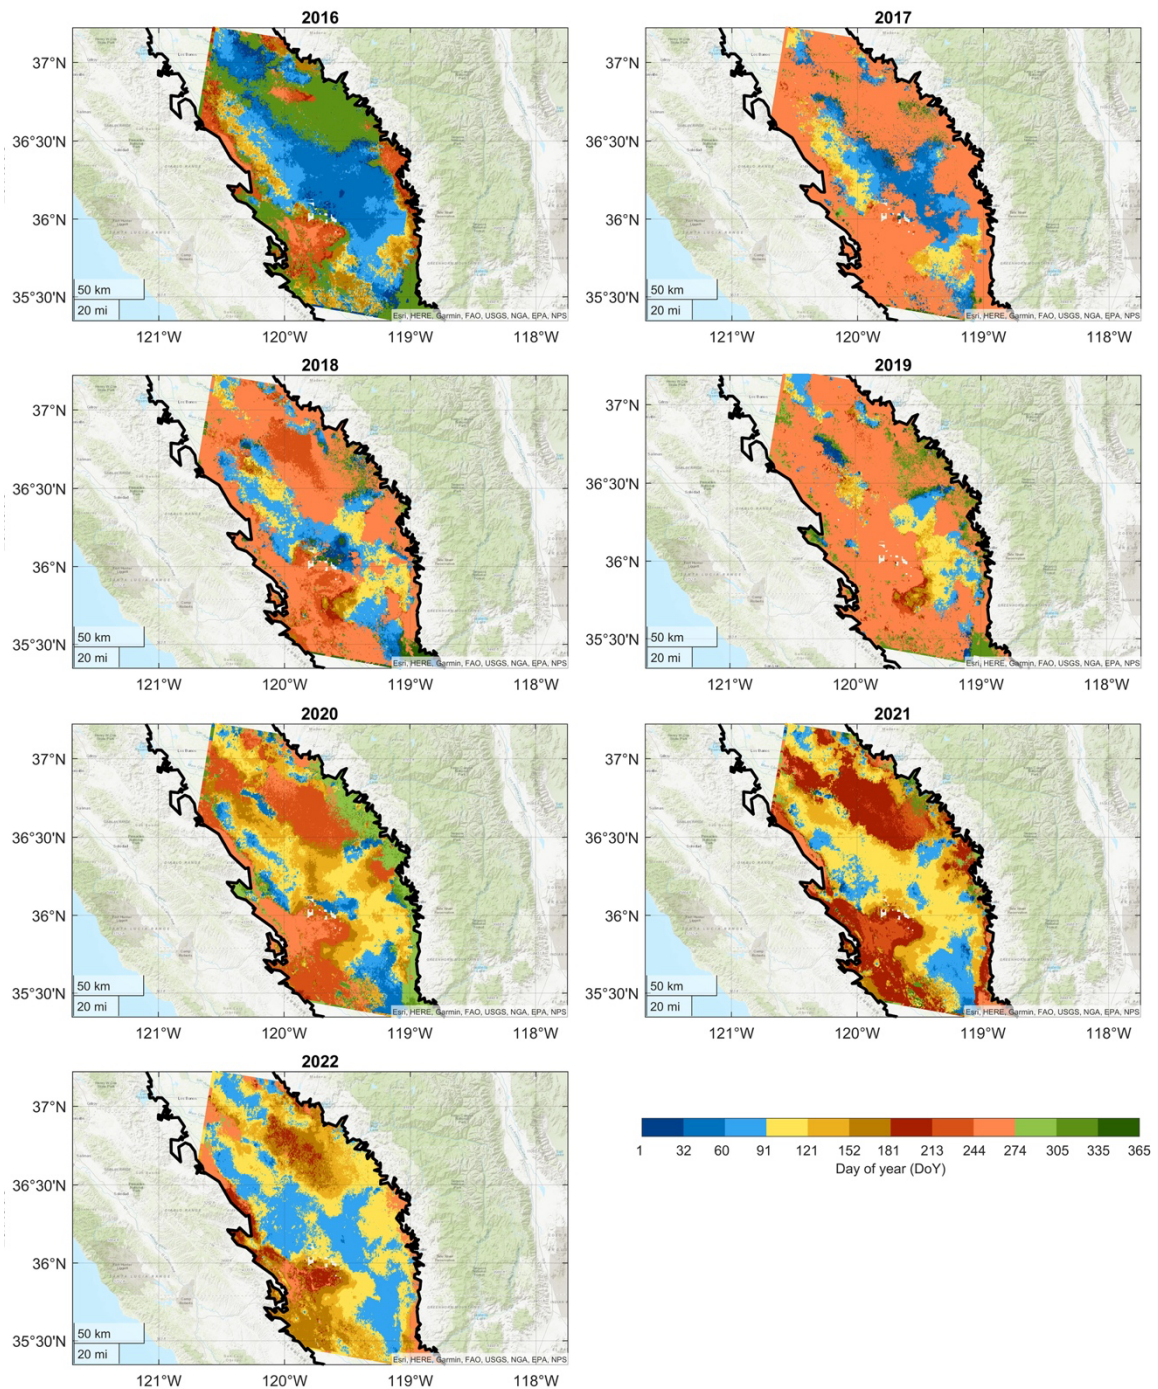 2016
2017
37°N
36°30'N
36°N
35°30'N
50 km
20 mi
Esri, HERE, Garmin, FAO, USGS, NGA, EPA, NPS
121°W
120°W
119°W
118°W
37°N
36°30'N
36°N
35°30'N
50 km
20 mi
Esri, HERE, Garmin, FAO, USGS, NGA, EPA, NPS
121°W
120°W
119°W
118°W
2018
2019
37°N
36°30'N
36°N
35°30'N
50 km
20 mi
Esri, HERE, Garmin, FAO, USGS, NGA, EPA, NPS
121°W
120°W
119°W
118°W
37°N
36°30'N
36°N
35°30'N
50 km
20 mi
Esri, HERE, Garmin, FAO, USGS, NGA, EPA, NPS
121°W
120°W
119°W
118°W
2020
2021
37°N
36°30'N
36°N
35°30'N
50 km
20 mi
Esri, HERE, Garmin, FAO, USGS, NGA, EPA, NPS
121°W
120°W
119°W
118°W
37°N
36°30'N
36°N
35°30'N
50 km
20 mi
Esri, HERE, Garmin, FAO, USGS, NGA, EPA, NPS
121°W
120°W
119°W
118°W
2022
37°N
36°30'N
36°N
35°30'N
50 km
20 mi
Esri, HERE, Garmin, FAO, USGS, NGA, EPA, NPS
121°W
120°W
119°W
118°W
1 32 60 91 121 152 181 213 244 274 305 335 365
Day of year (DoY)